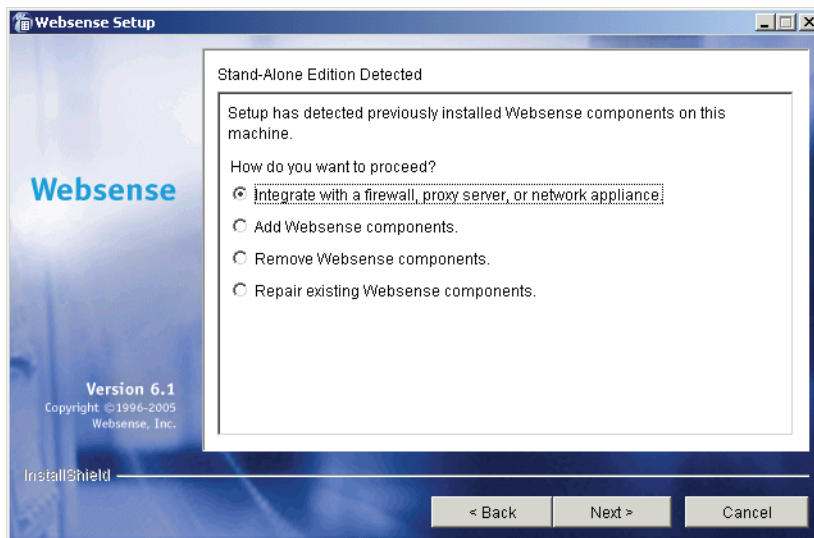 Websense Setup
Stand-Alone Edition Detected
Setup has detected previously installed Websense components on this
machine.
How do you want to proceed?
Integrate with a firewall, proxy server, or network appliance.
Add Websense components.
Remove Websense components.
Repair existing Websense components.
Websense
Version 6.1
Copyright ©1996-2005
Websense, Inc.
InstallShield
< Back
Next >
Cancel